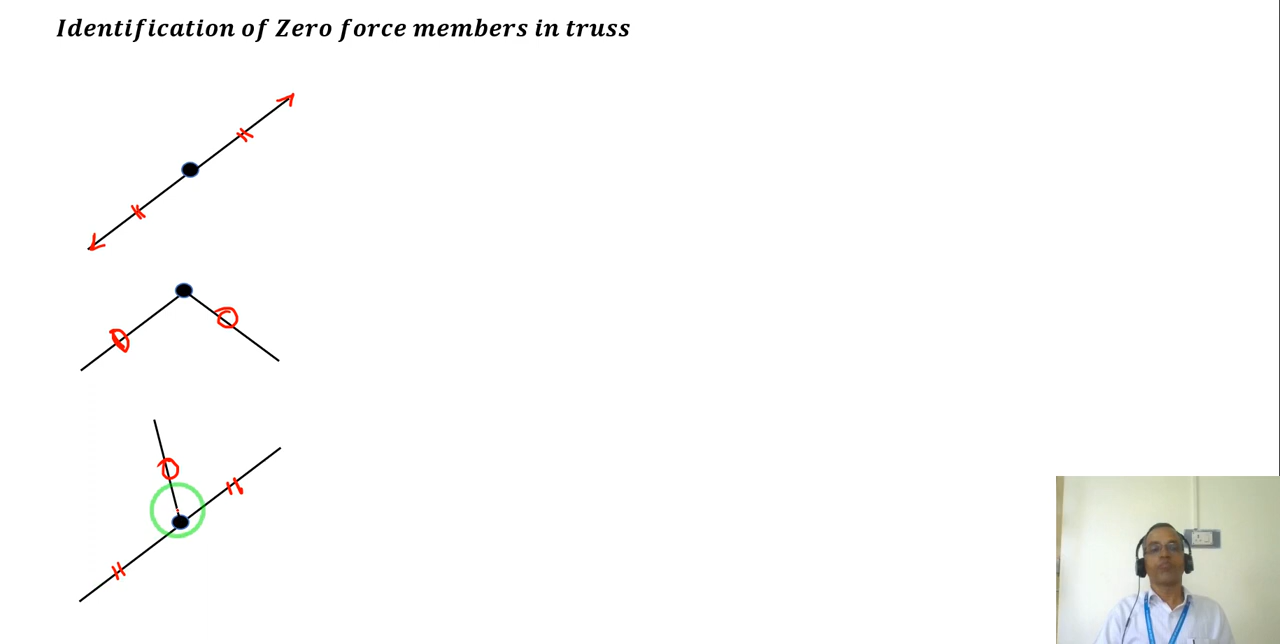 Identification of Zero force members in truss